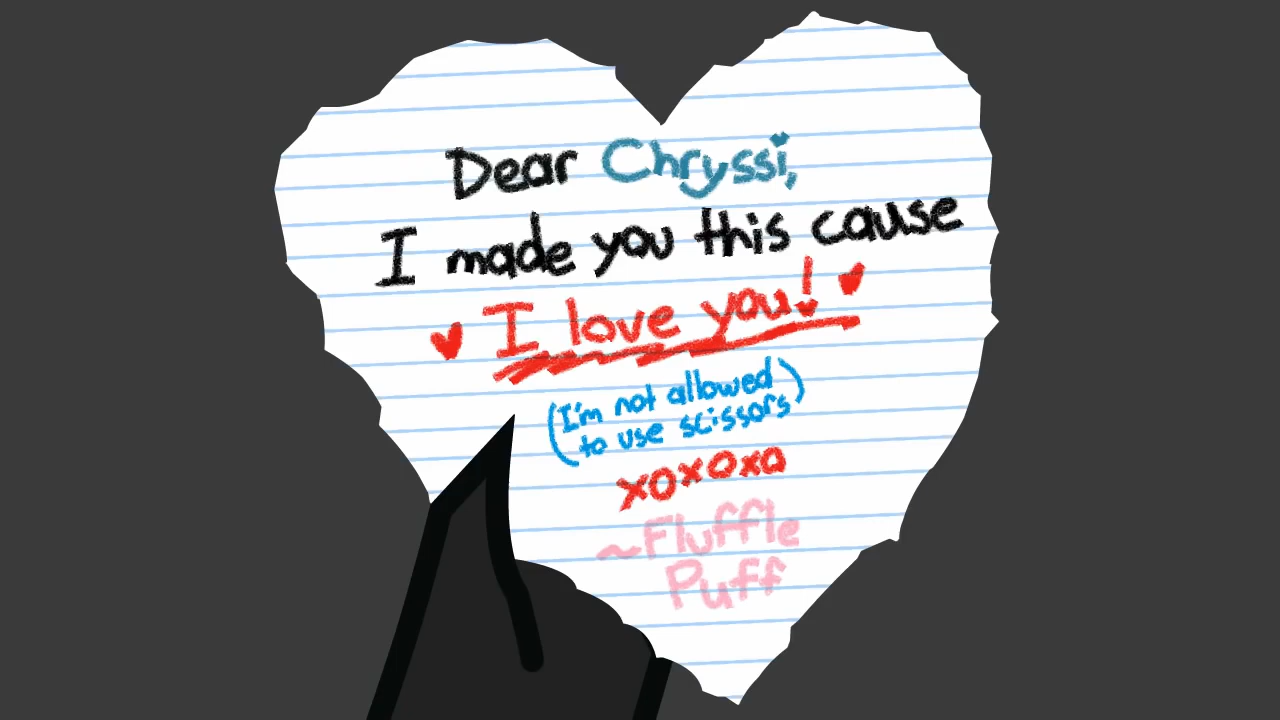 Dear Chryssi,
I made you this cause
♥ I love you! ♥
(I'm not allowed
to use scissors)
xoxoxo
~Fluffle
Puff